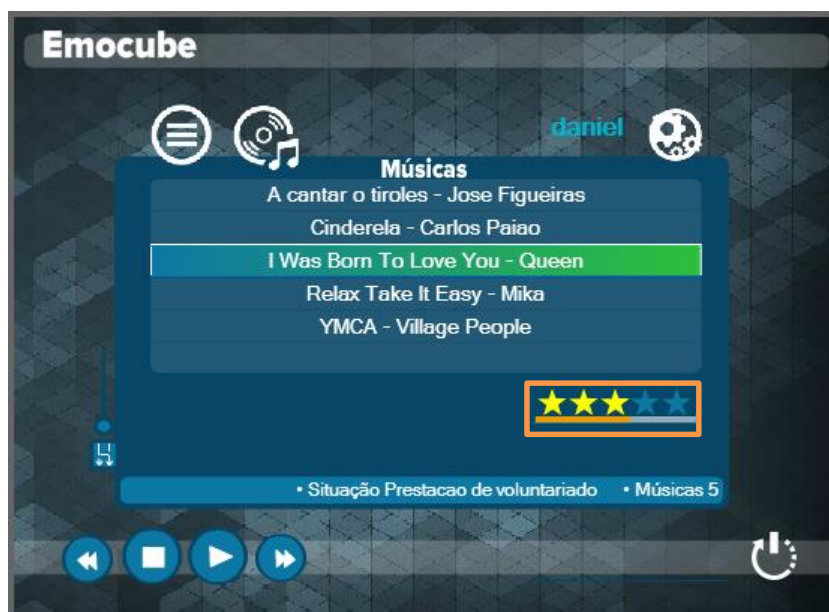 Emocube
daniel
Músicas
A cantar o tiroles - Jose Figueiras
Cinderela - Carlos Paiao
I Was Born To Love You - Queen
Relax Take It Easy - Mika
YMCA - Village People
• Situação Prestacao de voluntariado • Músicas 5